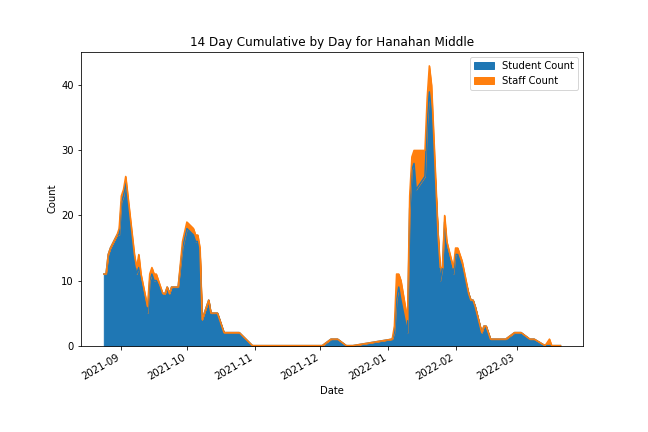 14 Day Cumulative by Day for Hanahan Middle
Student Count
Staff Count
40
30
20
10
0
Count
2021-09
2021-10
2021-11
2021-12
2022-01
2022-02
2022-03
Date